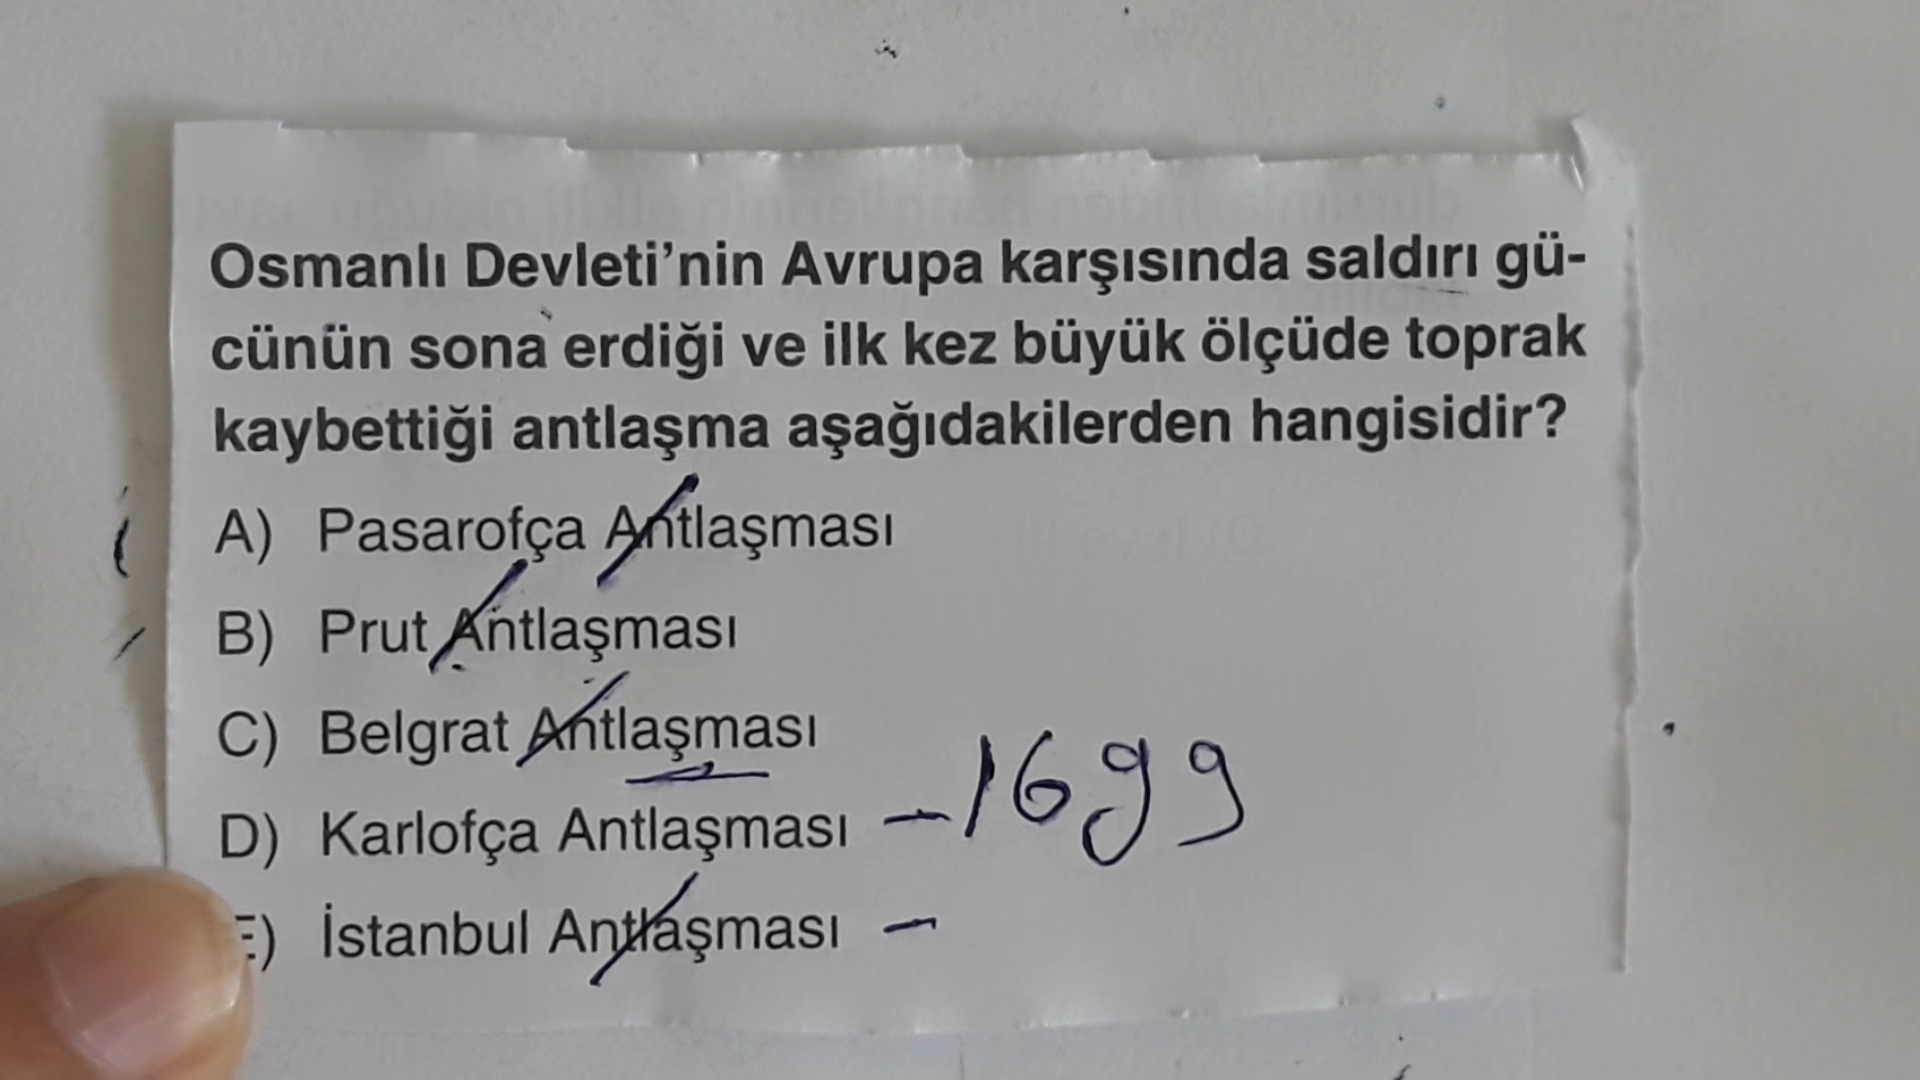 Osmanlı Devleti'nin Avrupa karşısında saldırı gü-
cünün sona erdiği ve ilk kez büyük ölçüde toprak
kaybettiği antlaşma aşağıdakilerden hangisidir?
A) Pasarofça Antlaşması
B) Prut Antlaşması
C) Belgrat Antlaşması
D) Karlofça Antlaşması - 1699
E) İstanbul Antlaşması -